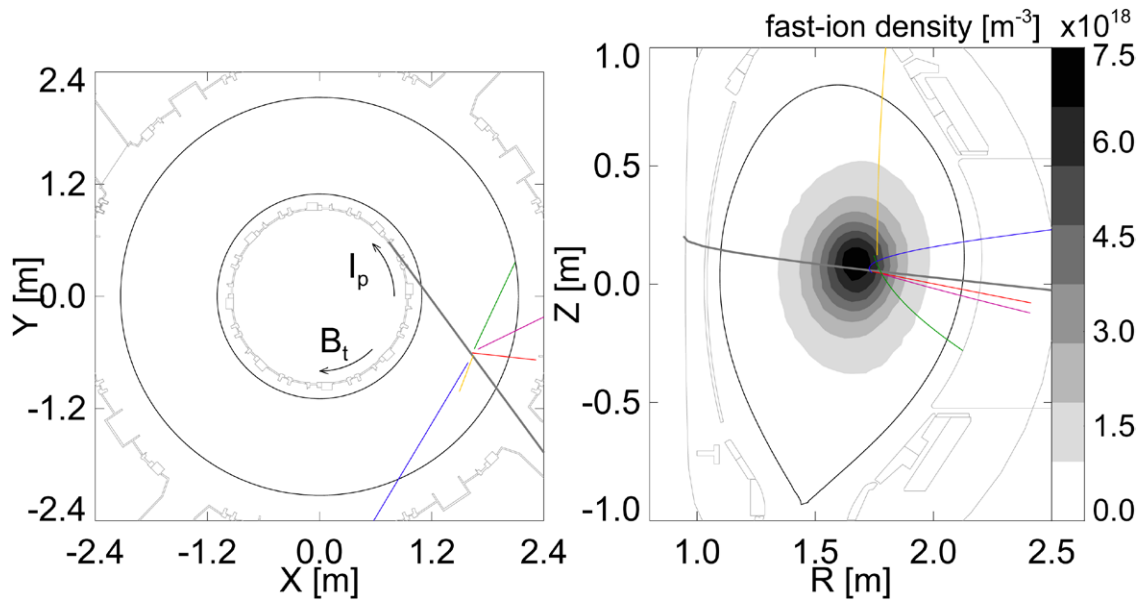 fast-ion density [m⁻³] x10¹⁸
2.4
1.2
0.0
-1.2
-2.4
Y [m]
Iₚ
Bₜ
-2.4 -1.2 0.0 1.2 2.4
X [m]
1.0
0.5
0.0
-0.5
-1.0
Z [m]
1.0 1.5 2.0 2.5
R [m]
7.5
6.0
4.5
3.0
1.5
0.0